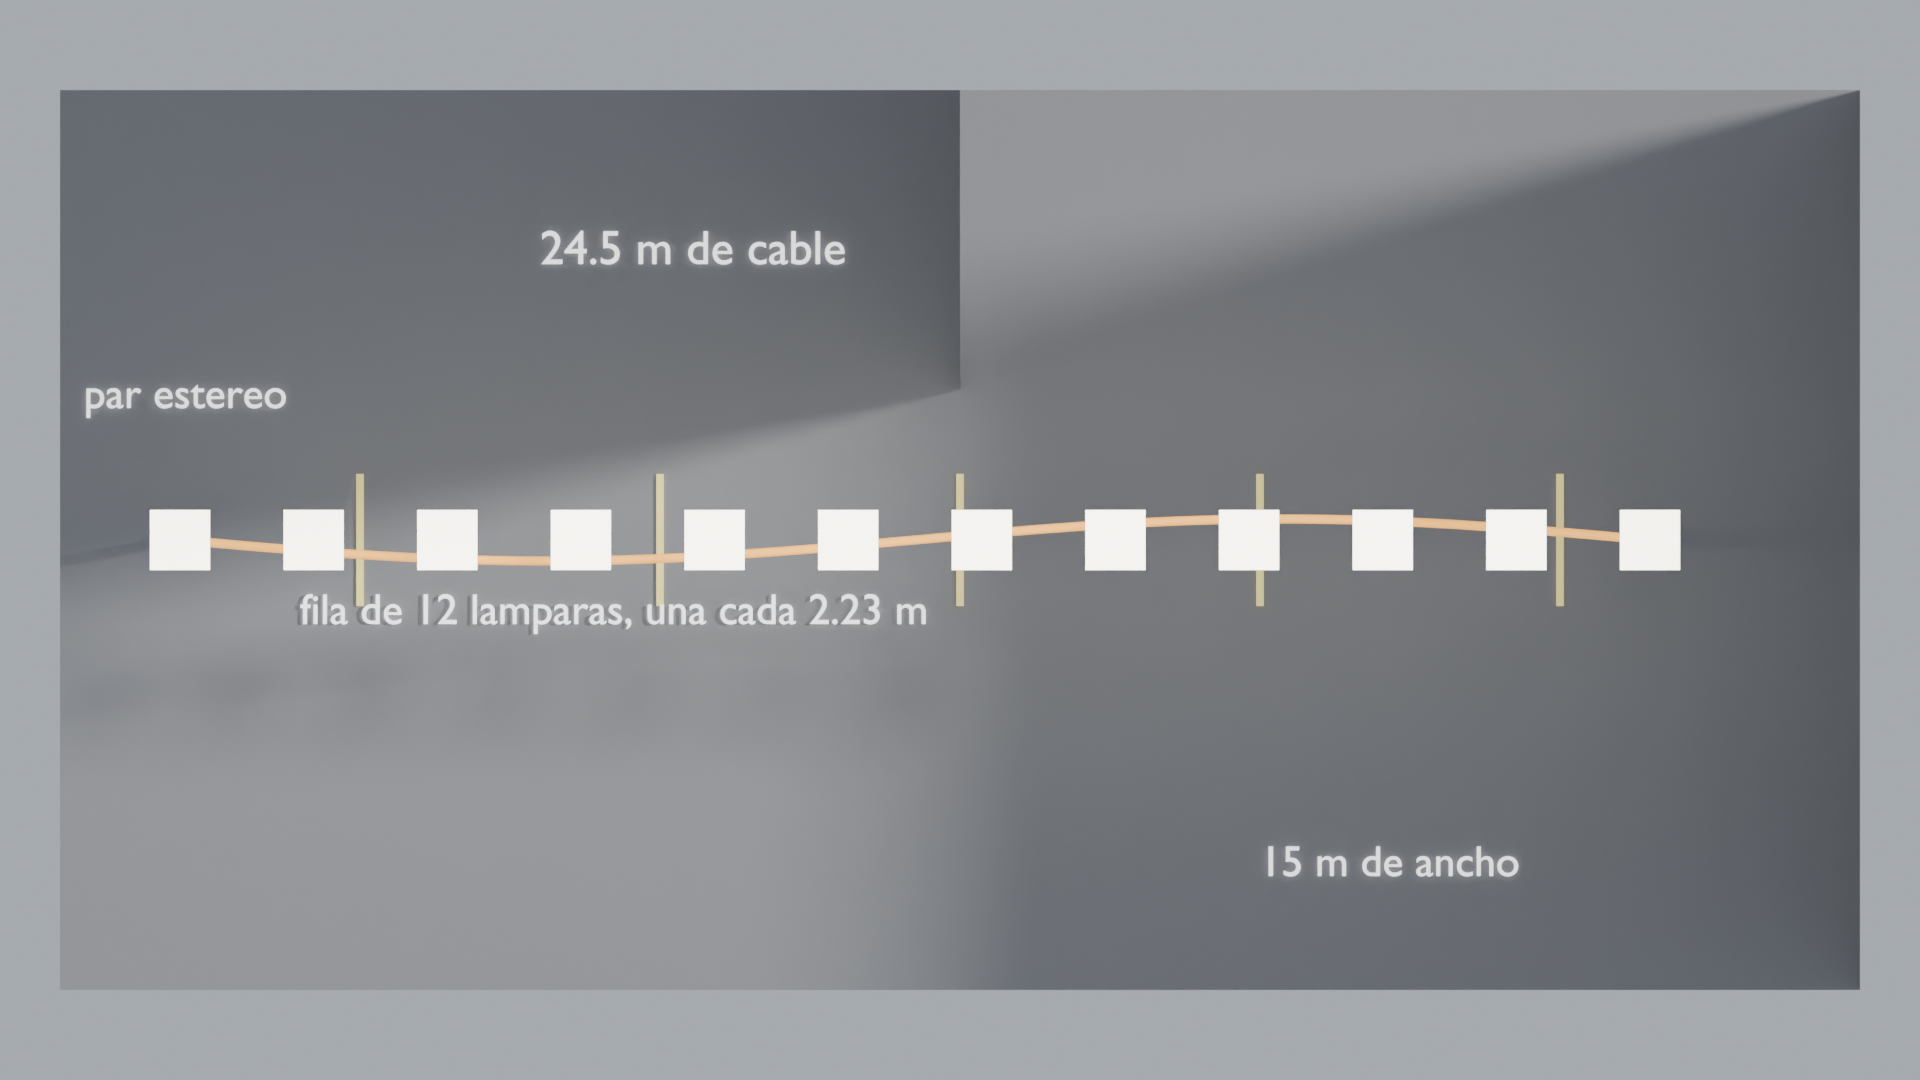 24.5 m de cable
par estereo
fila de 12 lamparas, una cada 2.23 m
15 m de ancho